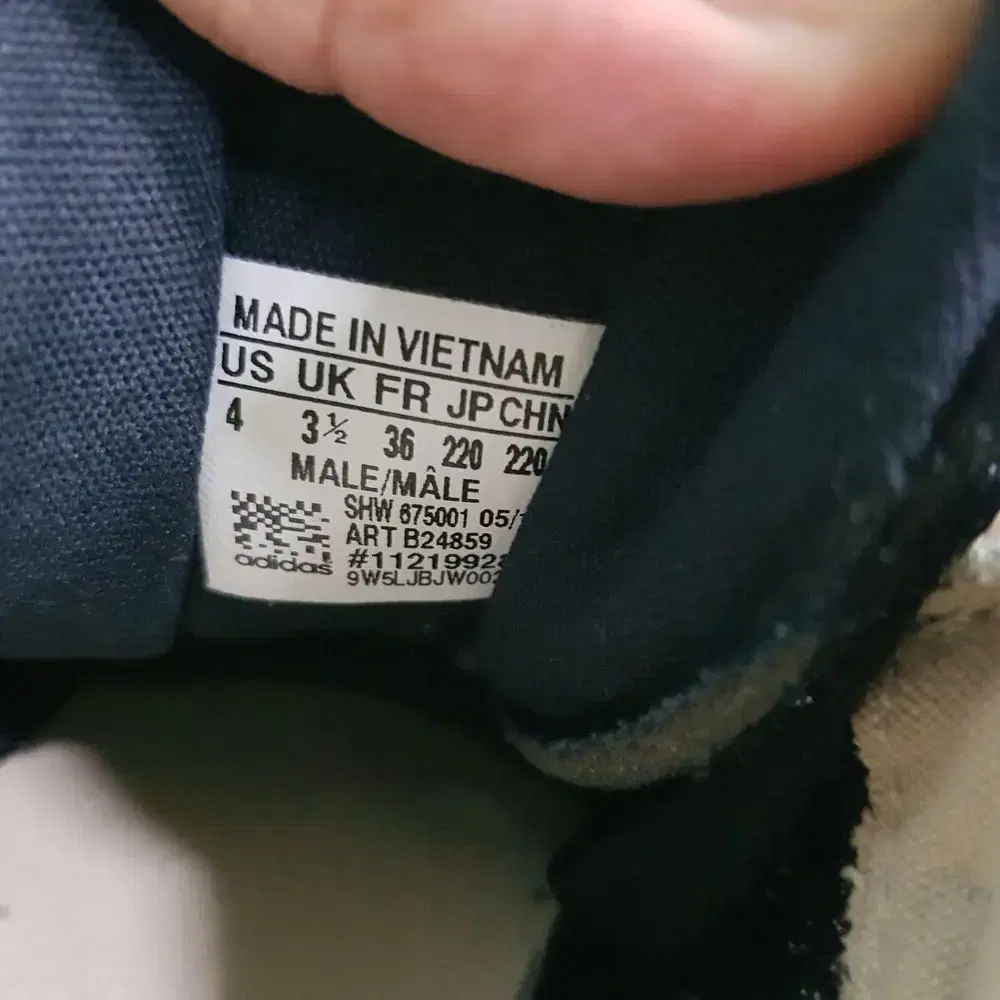 MADE IN VIETNAM
US UK FR JP CHN
4 3½ 36 220 220
MALE/MÂLE
SHW 675001 05/
ART B24859
#1121992
adidas 9W5LJBJW002